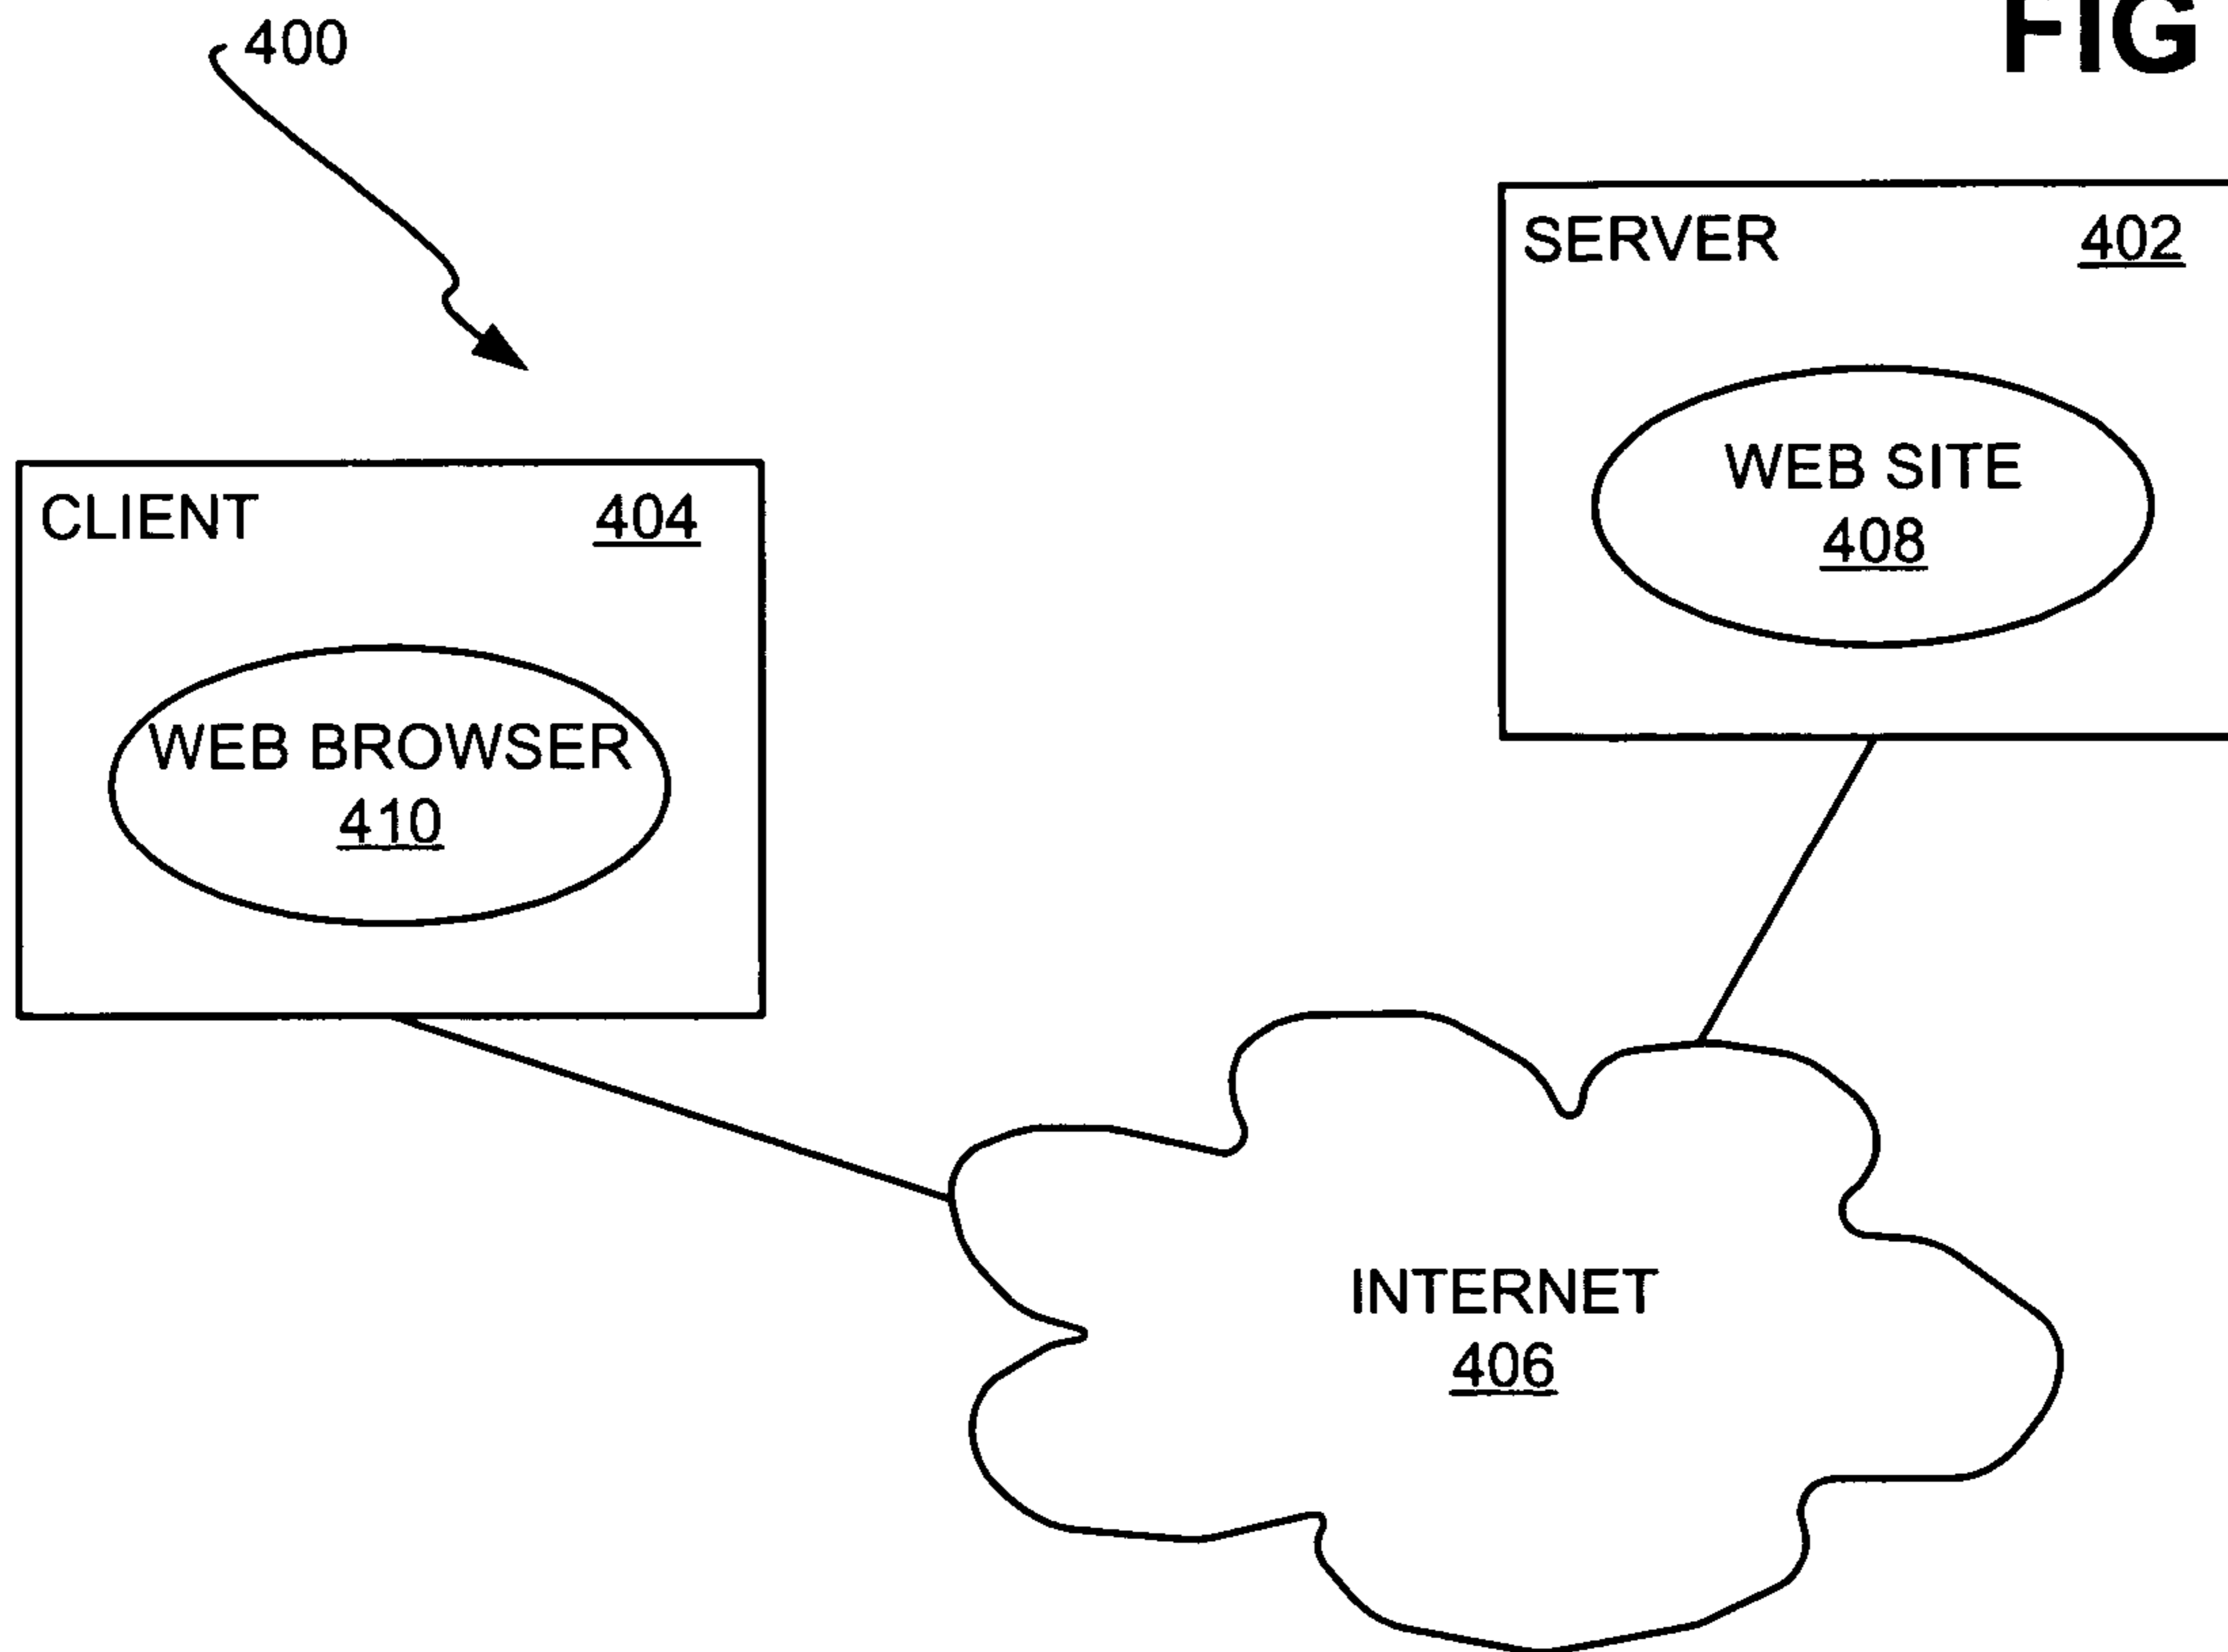 400
FIG
SERVER 402
WEB SITE
408
CLIENT 404
WEB BROWSER
410
INTERNET
406